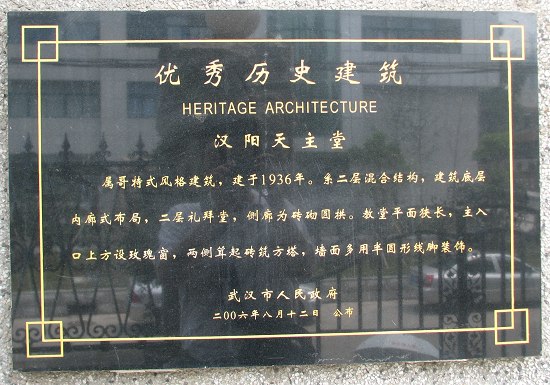 优秀历史建筑
HERITAGE ARCHITECTURE
汉阳天主堂
属哥特式风格建筑，建于1936年。系二层混合结构，建筑底层
内廊式布局，二层礼拜堂，侧廊为砖砌圆拱。教堂平面狭长，主入
口上方设玫瑰窗，两侧耸起砖筑方塔，墙面多用半圆形线脚装饰。
武汉市人民政府
二00六年八月十二日 公布